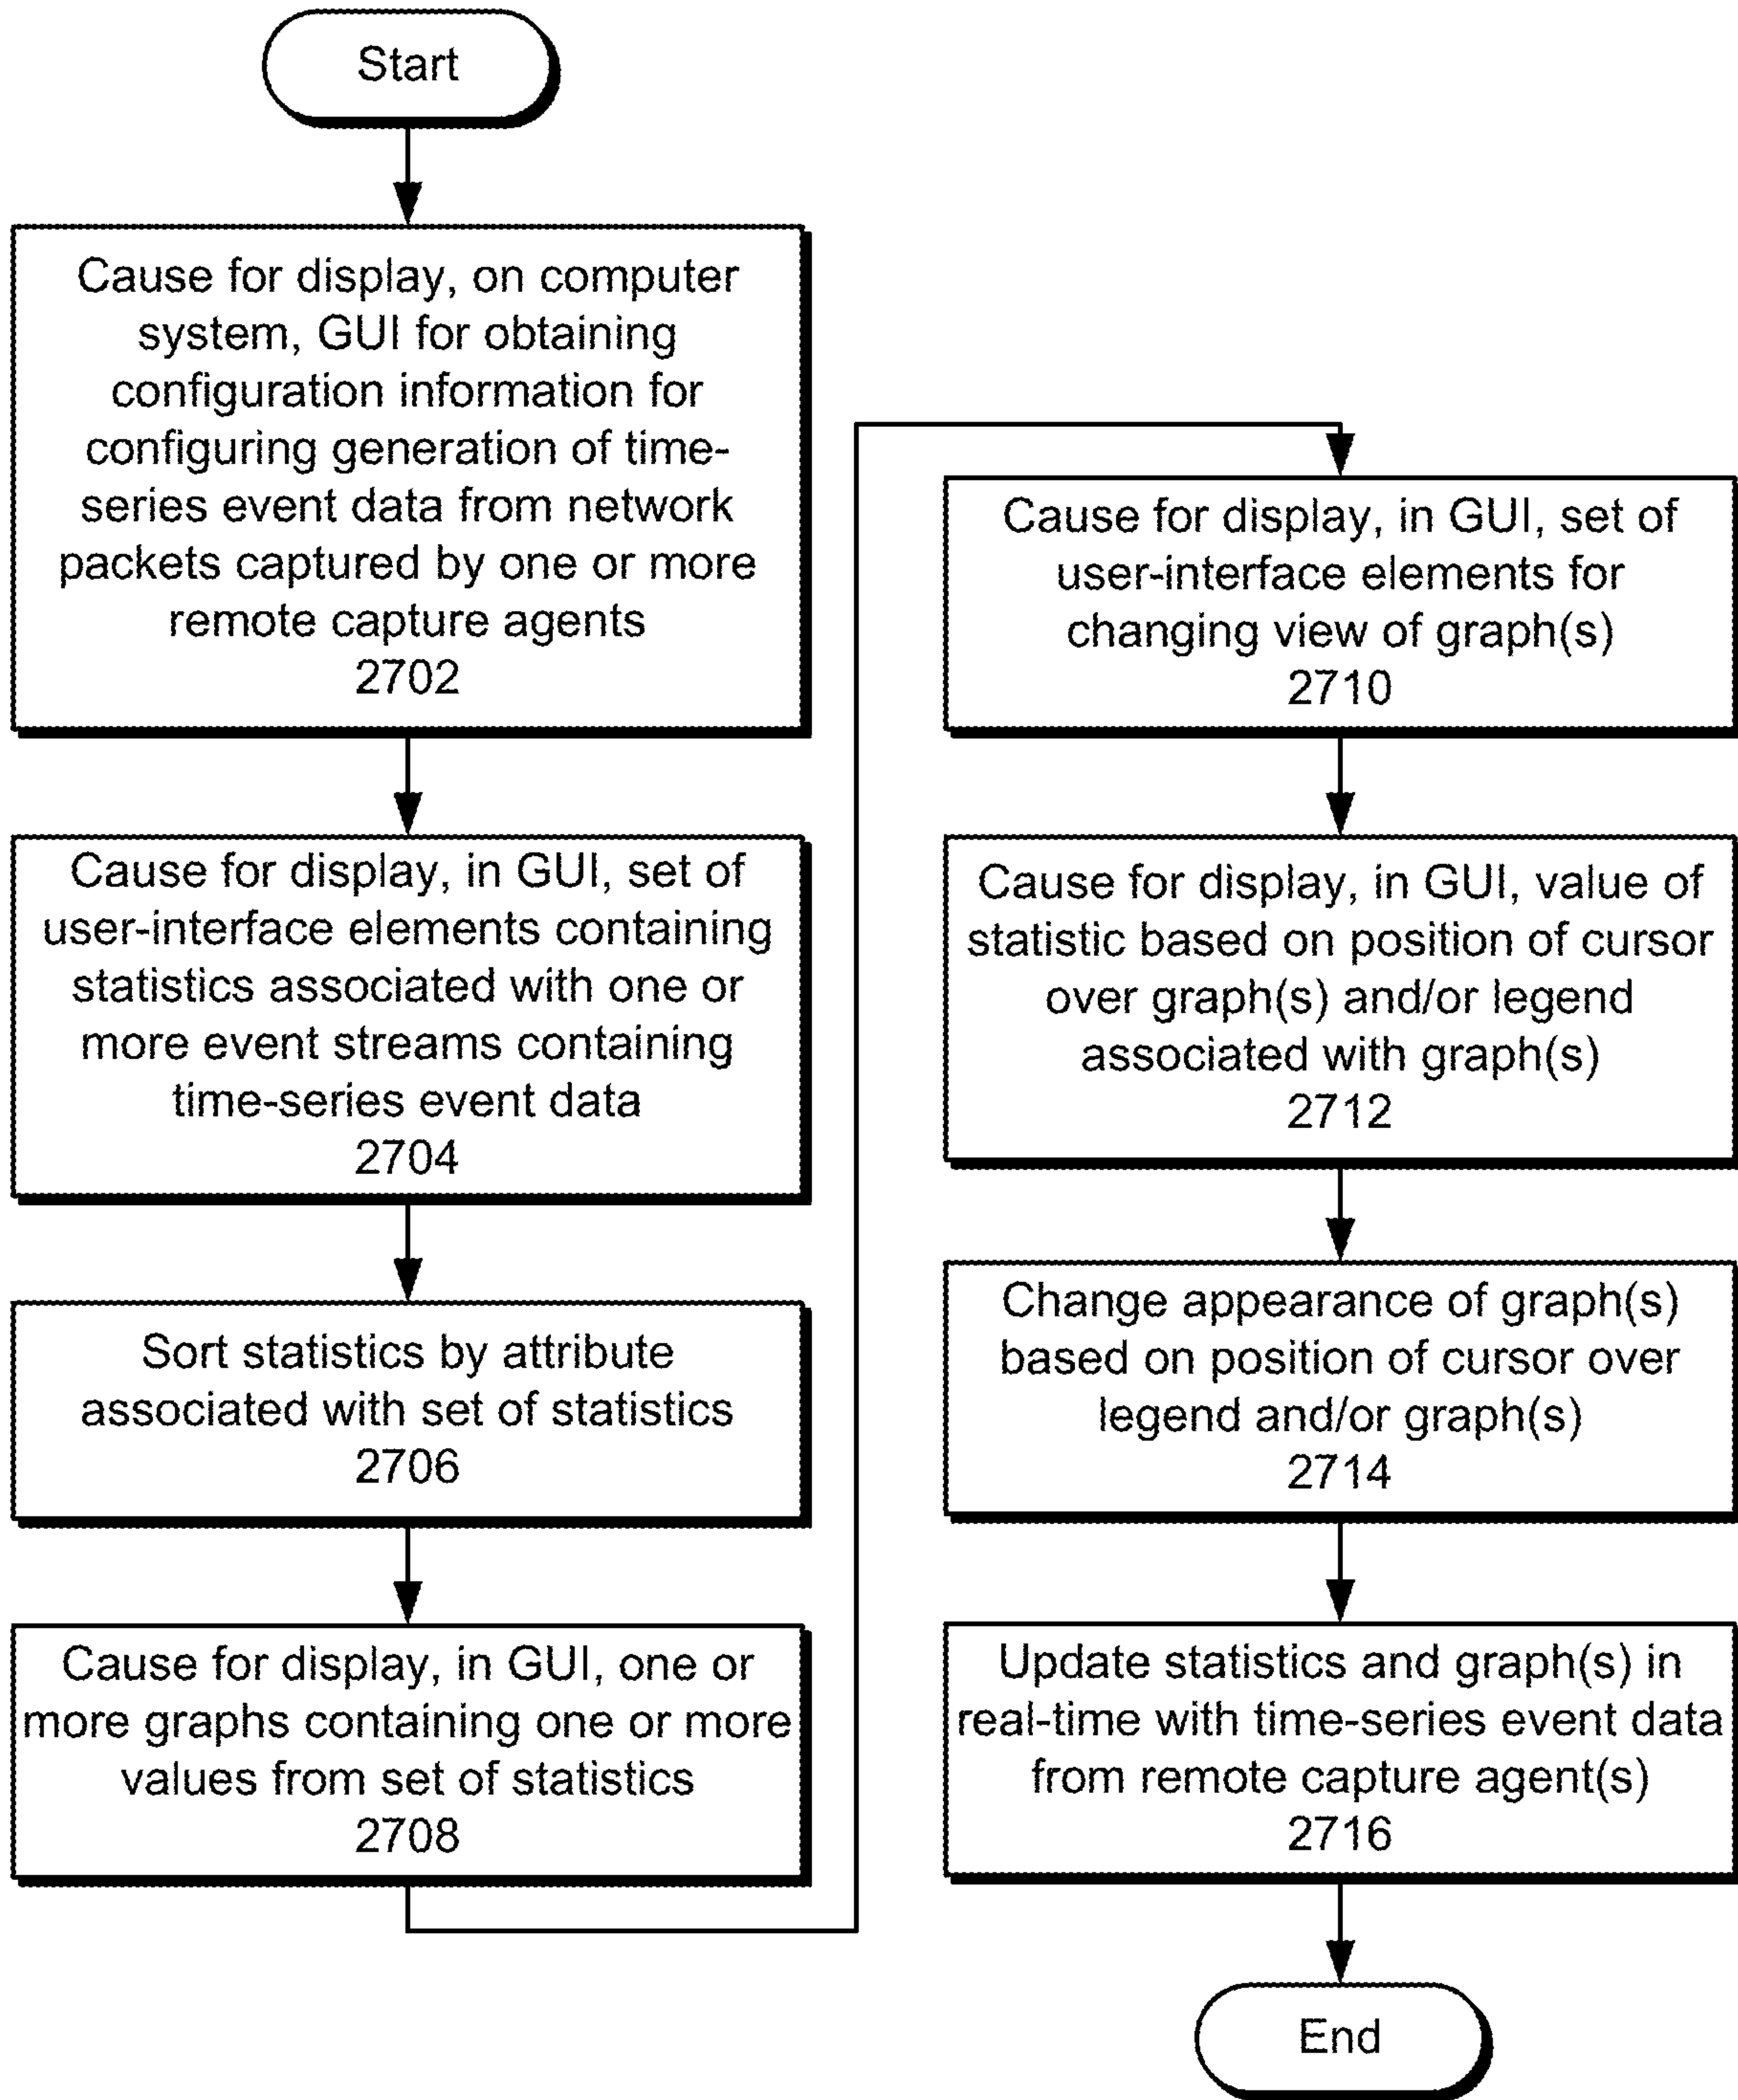 Start
Cause for display, on computer
system, GUI for obtaining
configuration information for
configuring generation of time-
series event data from network
packets captured by one or more
remote capture agents
2702
Cause for display, in GUI, set of
user-interface elements containing
statistics associated with one or
more event streams containing
time-series event data
2704
Sort statistics by attribute
associated with set of statistics
2706
Cause for display, in GUI, one or
more graphs containing one or more
values from set of statistics
2708
Cause for display, in GUI, set of
user-interface elements for
changing view of graph(s)
2710
Cause for display, in GUI, value of
statistic based on position of cursor
over graph(s) and/or legend
associated with graph(s)
2712
Change appearance of graph(s)
based on position of cursor over
legend and/or graph(s)
2714
Update statistics and graph(s) in
real-time with time-series event data
from remote capture agent(s)
2716
End